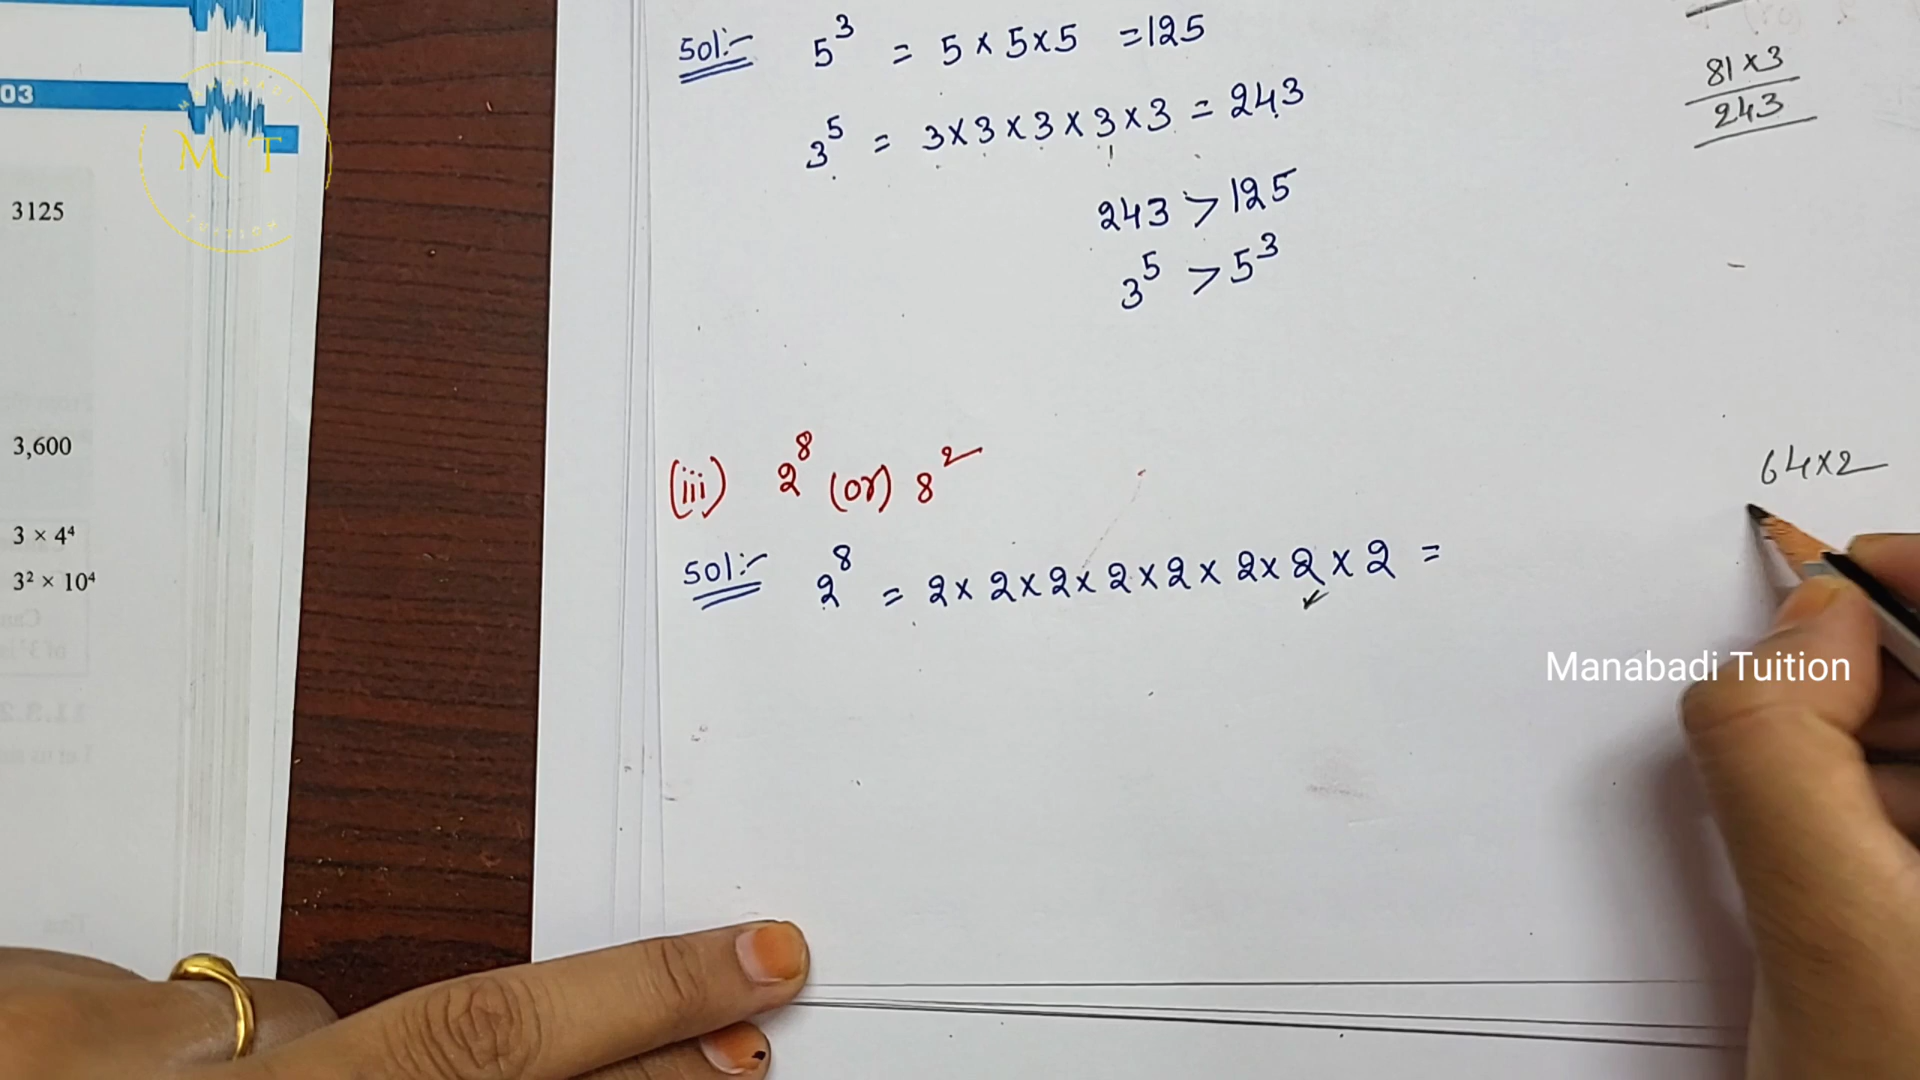 03
M T
3125
3,600
3 × 4⁴
3² × 10⁴
Sol:- 5³ = 5 × 5 × 5 = 125
3⁵ = 3 × 3 × 3 × 3 × 3 = 243
243 > 125
3⁵ > 5³
81 × 3
243
(iii) 2⁸ (or) 8²
Sol:- 2⁸ = 2 × 2 × 2 × 2 × 2 × 2 × 2 × 2 =
64 × 2
Manabadi Tuition